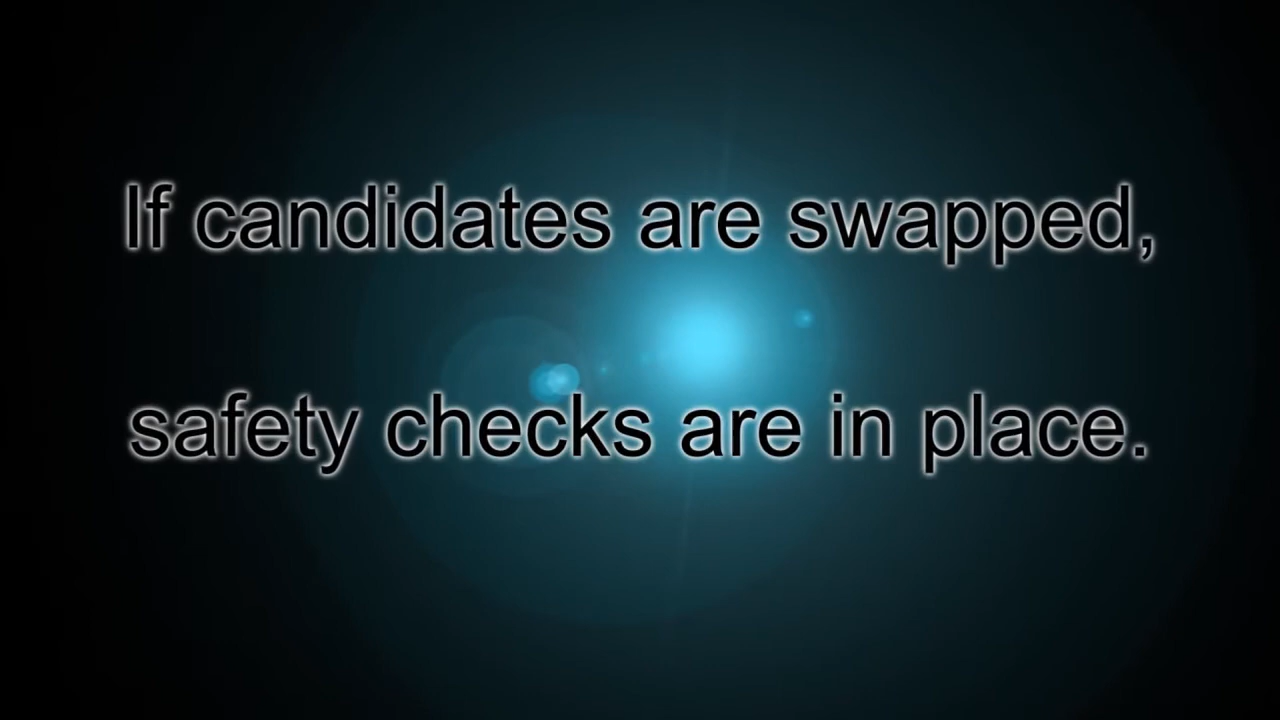 If candidates are swapped,
safety checks are in place.